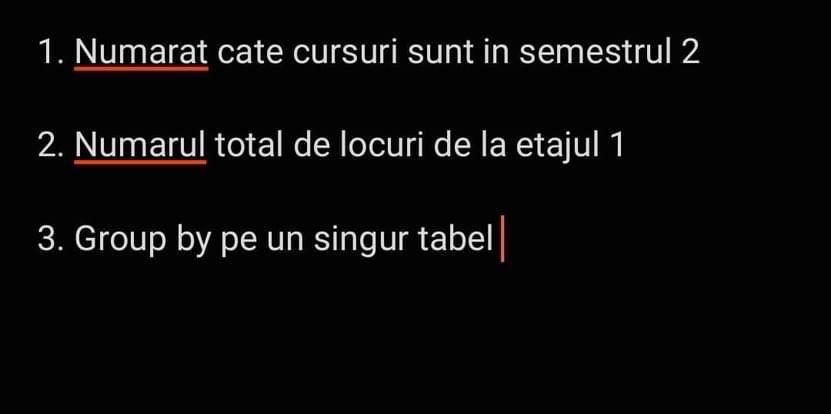 1. Numarat cate cursuri sunt in semestrul 2
2. Numarul total de locuri de la etajul 1
3. Group by pe un singur tabel